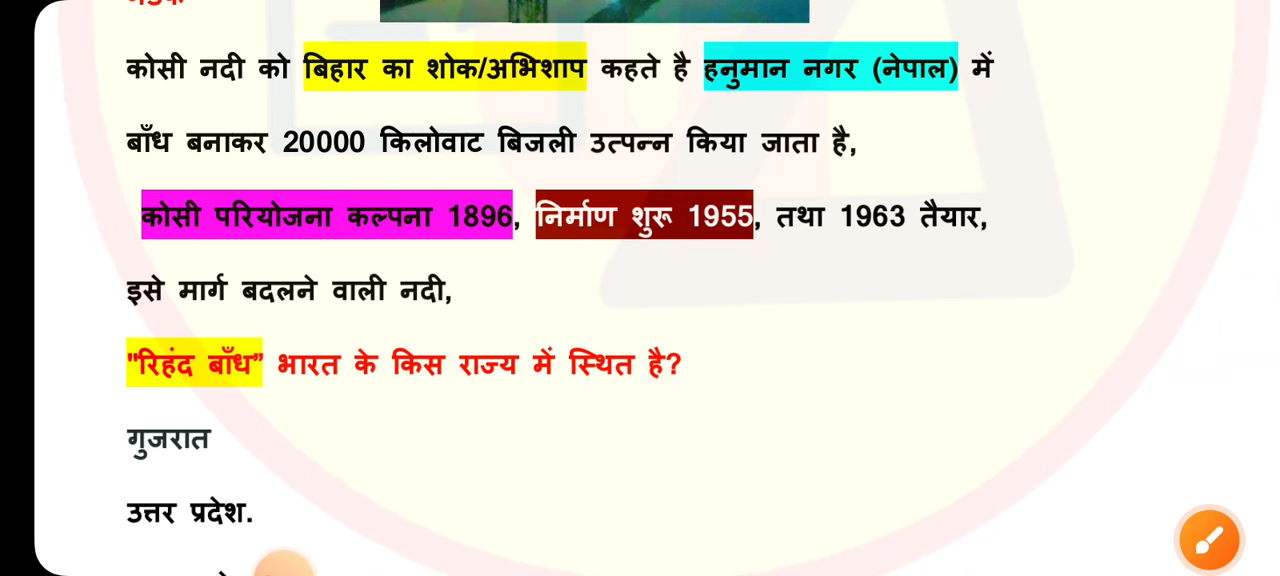 कोसी नदी को बिहार का शोक/अभिशाप कहते है हनुमान नगर (नेपाल) में
बाँध बनाकर 20000 किलोवाट बिजली उत्पन्न किया जाता है,
कोसी परियोजना कल्पना 1896, निर्माण शुरू 1955, तथा 1963 तैयार,
इसे मार्ग बदलने वाली नदी,
"रिहंद बाँध” भारत के किस राज्य में स्थित है?
गुजरात
उत्तर प्रदेश.